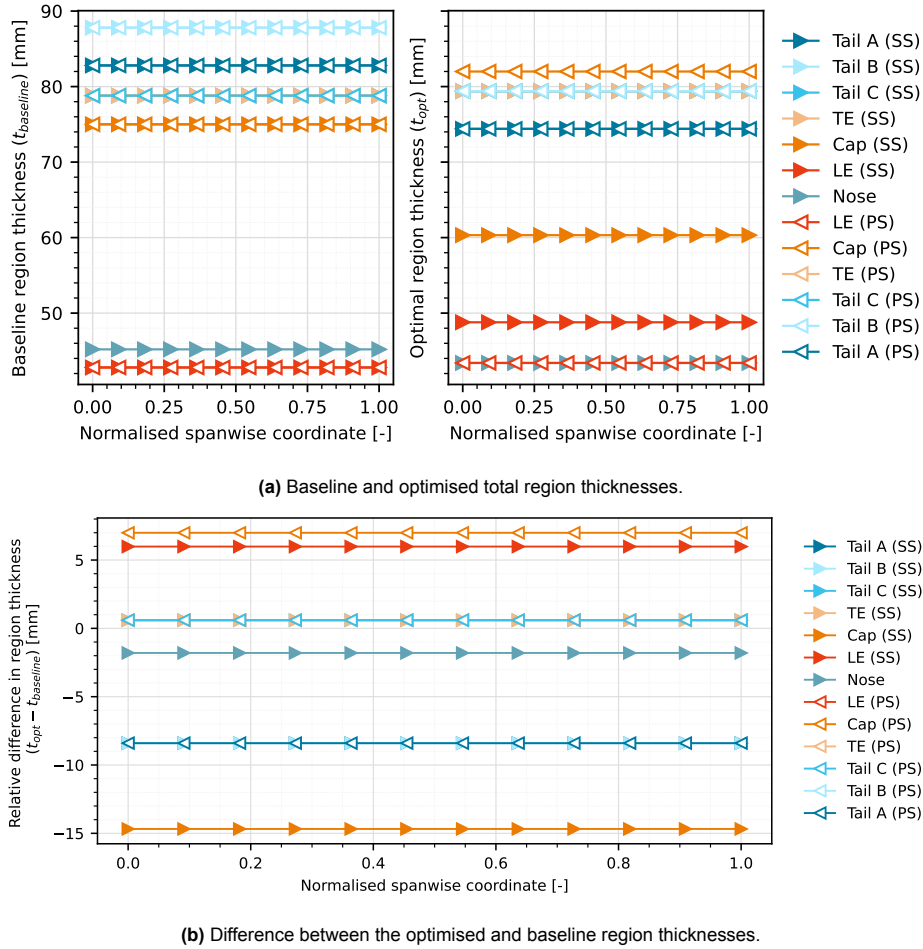 Baseline region thickness (t_baseline) [mm]
90
80
70
60
50
0.00 0.25 0.50 0.75 1.00
Normalised spanwise coordinate [-]
Optimal region thickness (t_opt) [mm]
0.00 0.25 0.50 0.75 1.00
Normalised spanwise coordinate [-]
Tail A (SS)
Tail B (SS)
Tail C (SS)
TE (SS)
Cap (SS)
LE (SS)
Nose
LE (PS)
Cap (PS)
TE (PS)
Tail C (PS)
Tail B (PS)
Tail A (PS)
(a) Baseline and optimised total region thicknesses.
Relative difference in region thickness
(t_opt − t_baseline) [mm]
5
0
−5
−10
−15
0.0 0.2 0.4 0.6 0.8 1.0
Normalised spanwise coordinate [-]
Tail A (SS)
Tail B (SS)
Tail C (SS)
TE (SS)
Cap (SS)
LE (SS)
Nose
LE (PS)
Cap (PS)
TE (PS)
Tail C (PS)
Tail B (PS)
Tail A (PS)
(b) Difference between the optimised and baseline region thicknesses.